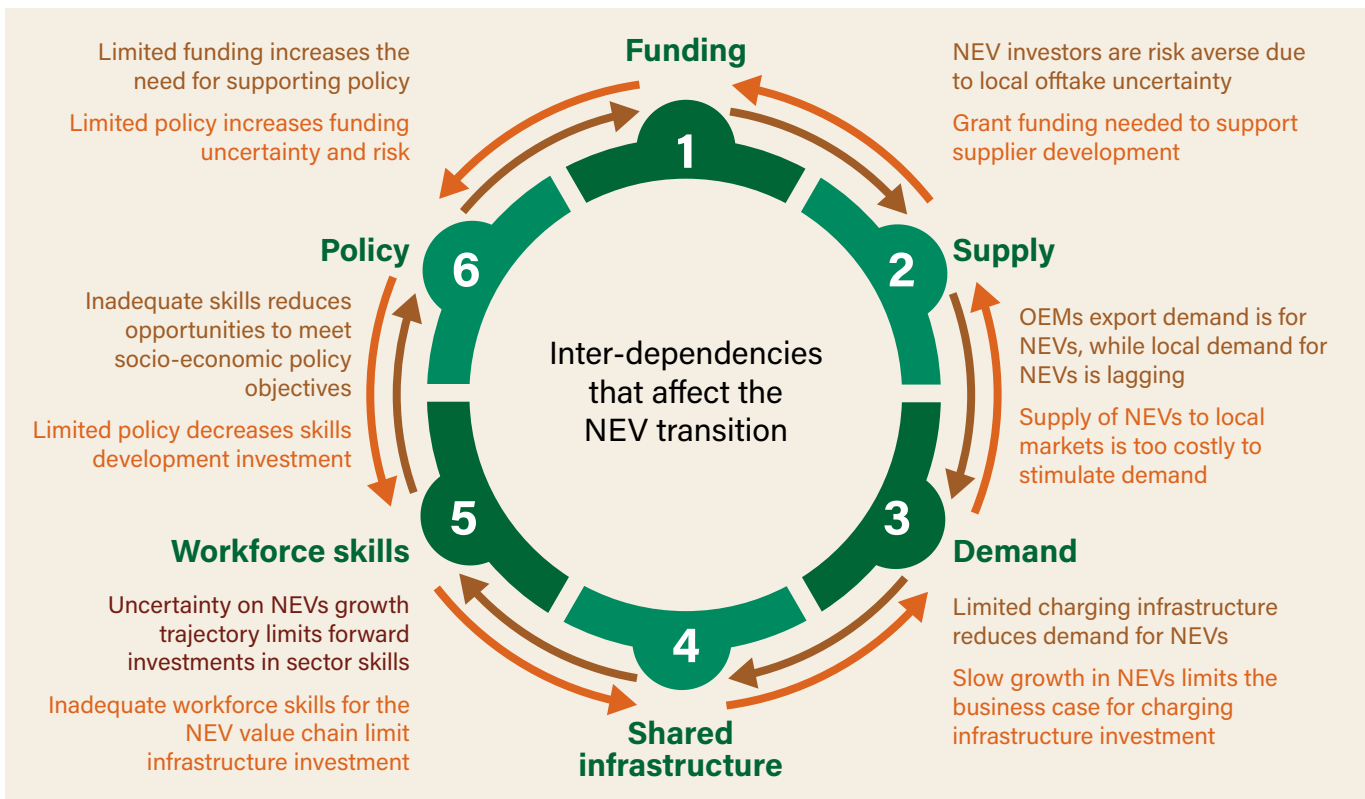 Funding
1
NEV investors are risk averse due
to local offtake uncertainty
Grant funding needed to support
supplier development
2
Supply
OEMs export demand is for
NEVs, while local demand for
NEVs is lagging
Supply of NEVs to local
markets is too costly to
stimulate demand
3
Demand
Limited charging infrastructure
reduces demand for NEVs
Slow growth in NEVs limits the
business case for charging
infrastructure investment
4
Shared
infrastructure
5
Workforce skills
Uncertainty on NEVs growth
trajectory limits forward
investments in sector skills
Inadequate workforce skills for the
NEV value chain limit
infrastructure investment
6
Policy
Inadequate skills reduces
opportunities to meet
socio-economic policy
objectives
Limited policy decreases skills
development investment
Limited funding increases the
need for supporting policy
Limited policy increases funding
uncertainty and risk
Inter-dependencies
that affect the
NEV transition